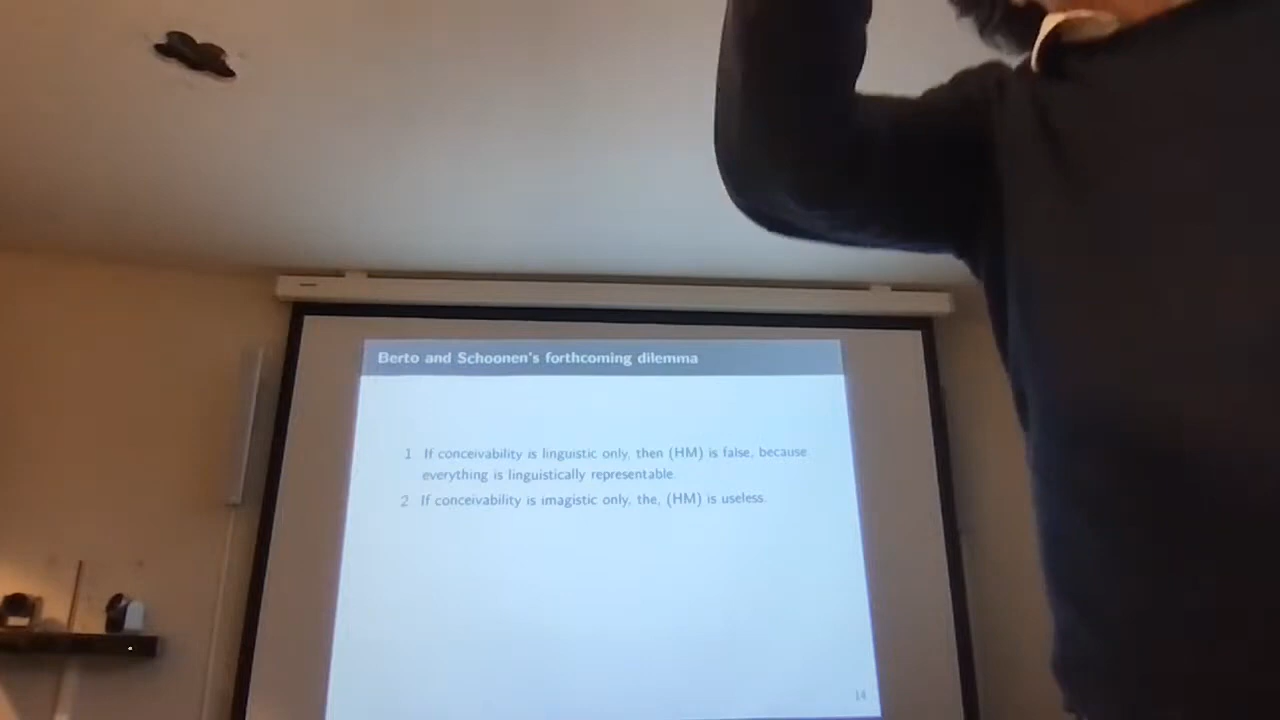 Berto and Schoonen's forthcoming dilemma
1 If conceivability is linguistic only, then (HM) is false, because
everything is linguistically representable.
2 If conceivability is imagistic only, the, (HM) is useless.
14